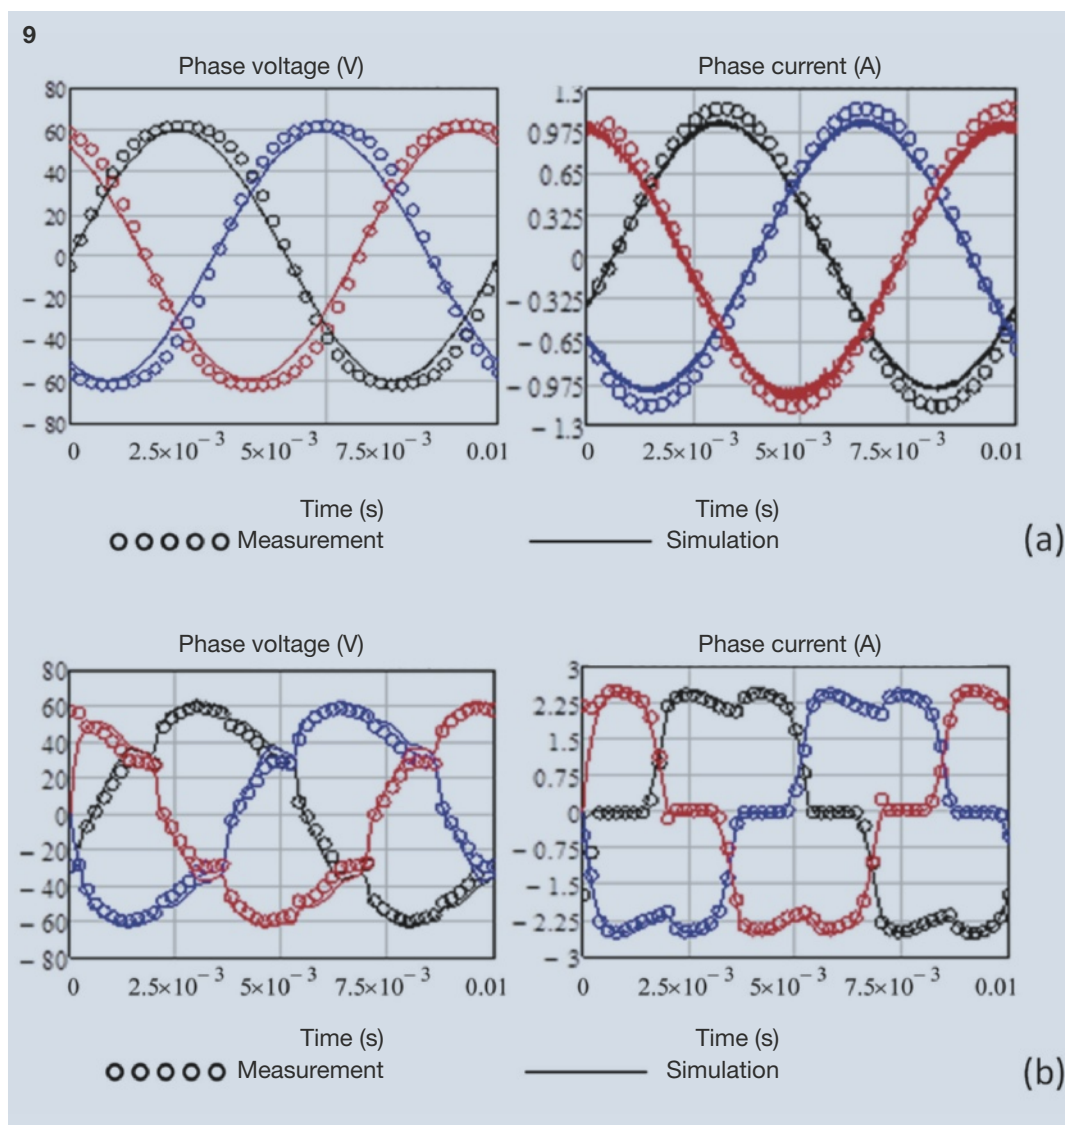 9
Phase voltage (V)
80
60
40
20
0
− 20
− 40
− 60
− 80
0 2.5×10⁻³ 5×10⁻³ 7.5×10⁻³ 0.01
Time (s)
Measurement
Phase current (A)
1.3
0.975
0.65
0.325
0
− 0.325
− 0.65
− 0.975
− 1.3
0 2.5×10⁻³ 5×10⁻³ 7.5×10⁻³ 0.01
Time (s)
Simulation
(a)
Phase voltage (V)
80
60
40
20
0
− 20
− 40
− 60
− 80
0 2.5×10⁻³ 5×10⁻³ 7.5×10⁻³ 0.01
Time (s)
Measurement
Phase current (A)
3
2.25
1.5
0.75
0
− 0.75
− 1.5
− 2.25
− 3
0 2.5×10⁻³ 5×10⁻³ 7.5×10⁻³ 0.01
Time (s)
Simulation
(b)